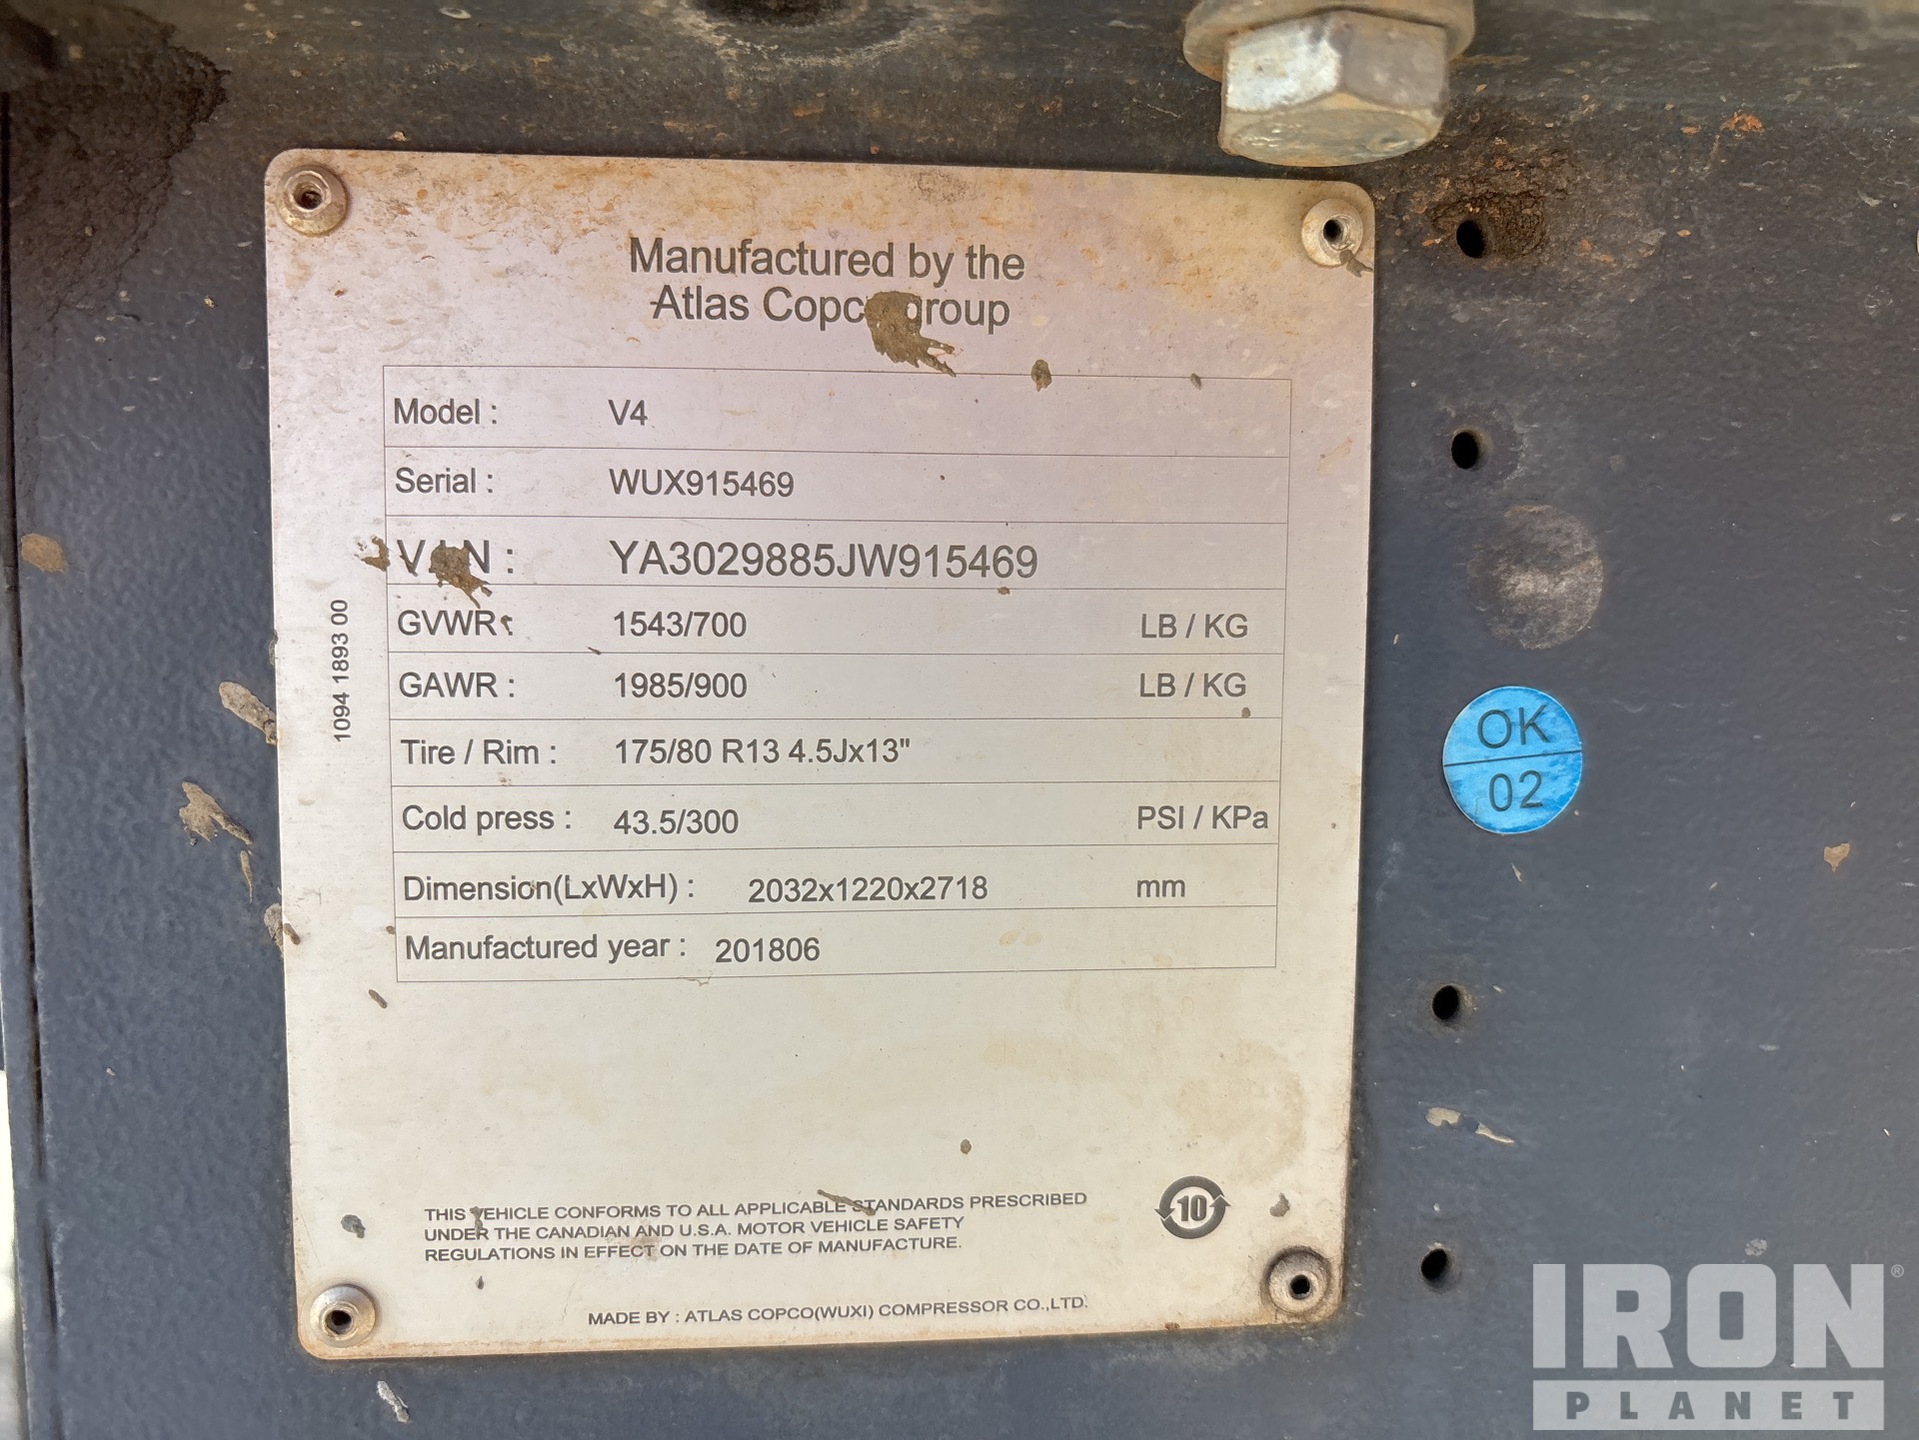 Manufactured by the
Atlas Copco group
Model : V4
Serial : WUX915469
VIN : YA3029885JW915469
GVWR : 1543/700 LB / KG
GAWR : 1985/900 LB / KG
Tire / Rim : 175/80 R13 4.5Jx13"
Cold press : 43.5/300 PSI / KPa
Dimension(LxWxH) : 2032x1220x2718 mm
Manufactured year : 201806
1094 1893 00
THIS VEHICLE CONFORMS TO ALL APPLICABLE STANDARDS PRESCRIBED
UNDER THE CANADIAN AND U.S.A. MOTOR VEHICLE SAFETY
REGULATIONS IN EFFECT ON THE DATE OF MANUFACTURE.
10
MADE BY : ATLAS COPCO(WUXI) COMPRESSOR CO.,LTD.
OK
02
IRON®
PLANET